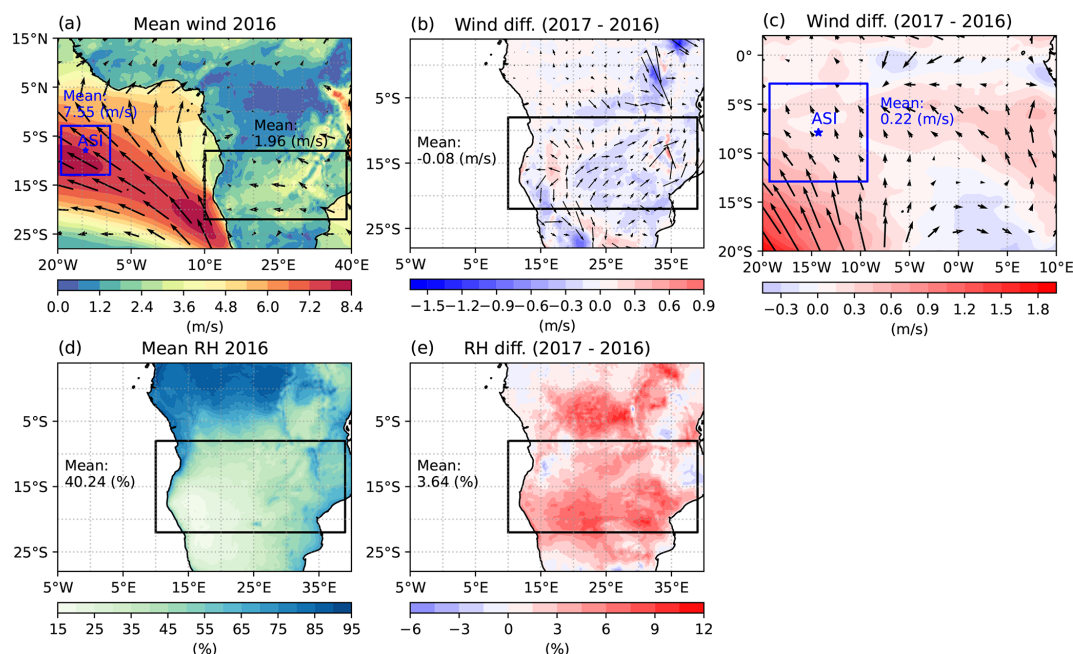 (a) Mean wind 2016
15°N
5°N
5°S
15°S
25°S
Mean:
7.55 (m/s)
ASI
Mean:
1.96 (m/s)
20°W 5°W 10°E 25°E 40°E
0.0 1.2 2.4 3.6 4.8 6.0 7.2 8.4
(m/s)
(b) Wind diff. (2017 - 2016)
5°S
15°S
25°S
Mean:
-0.08 (m/s)
5°W 5°E 15°E 25°E 35°E
−1.5 −1.2 −0.9 −0.6 −0.3 0.0 0.3 0.6 0.9
(m/s)
(c) Wind diff. (2017 - 2016)
0°
5°S
10°S
15°S
20°S
ASI
Mean:
0.22 (m/s)
20°W 15°W 10°W 5°W 0°W 5°E 10°E
−0.3 0.0 0.3 0.6 0.9 1.2 1.5 1.8
(m/s)
(d) Mean RH 2016
5°S
15°S
25°S
Mean:
40.24 (%)
5°W 5°E 15°E 25°E 35°E
15 25 35 45 55 65 75 85 95
(%)
(e) RH diff. (2017 - 2016)
5°S
15°S
25°S
Mean:
3.64 (%)
5°W 5°E 15°E 25°E 35°E
−6 −3 0 3 6 9 12
(%)